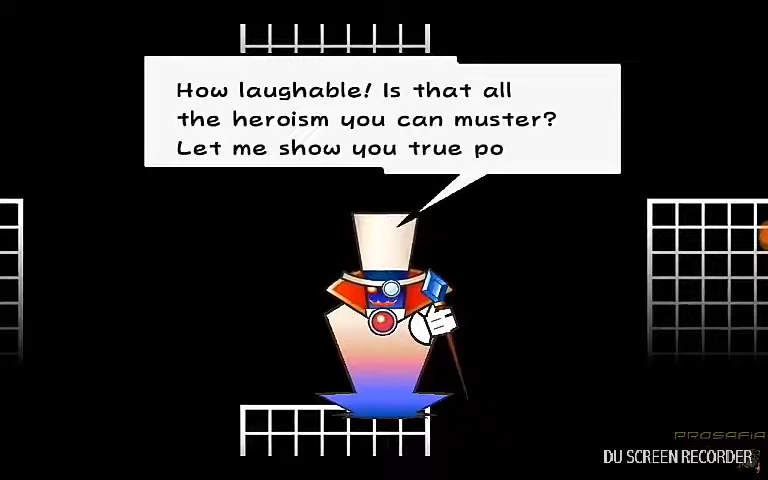 How laughable! Is that all
the heroism you can muster?
Let me show you true po
PROSAFIA
DU SCREEN RECORDER